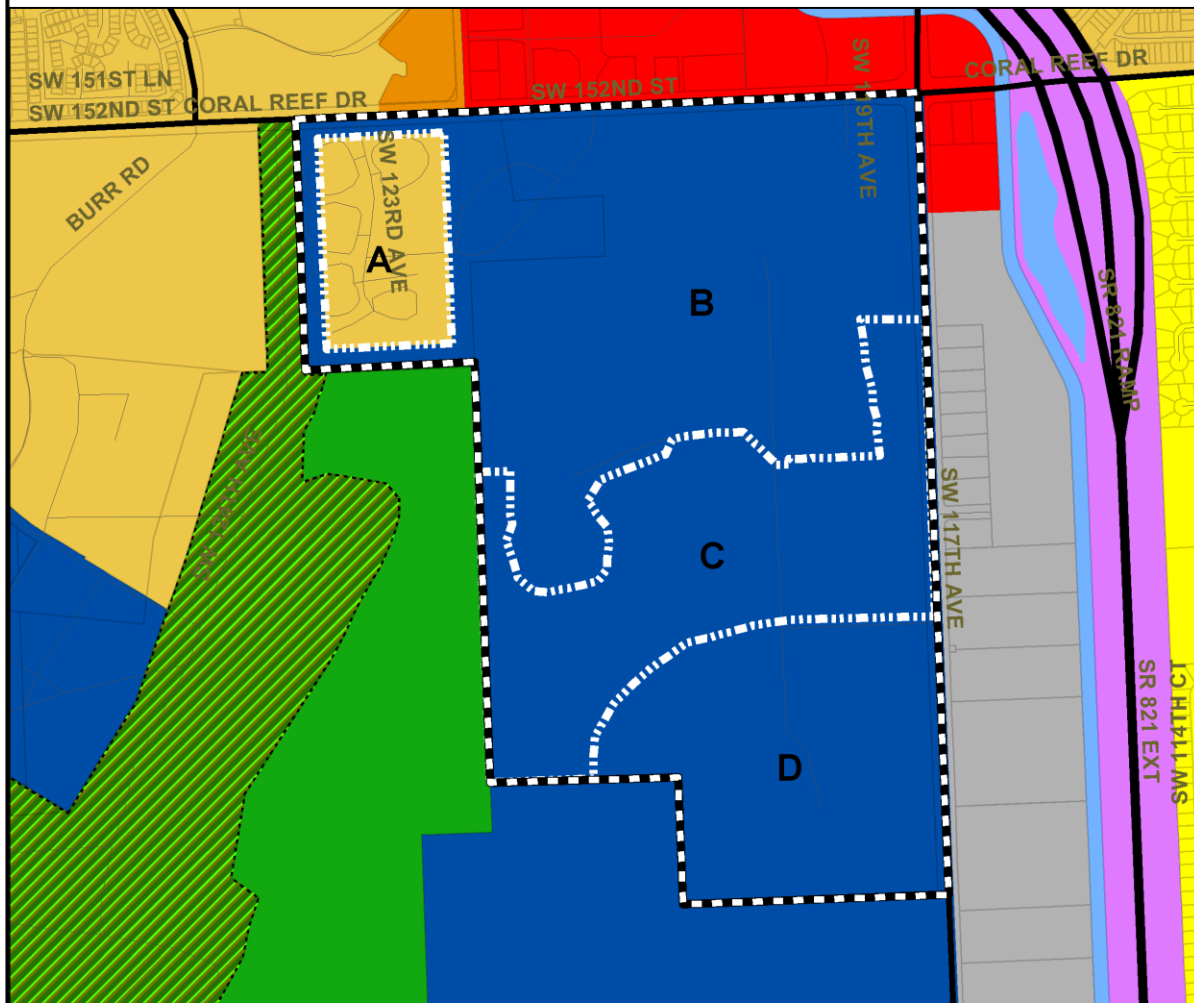 SW 151ST LN
SW 152ND ST CORAL REEF DR
SW 152ND ST
SW 119TH AVE
CORAL REEF DR
BURR RD
SW 123RD AVE
A
B
SR 821 RAMP
C
SW 117TH AVE
SR 821 EXT
SW 114TH CT
D